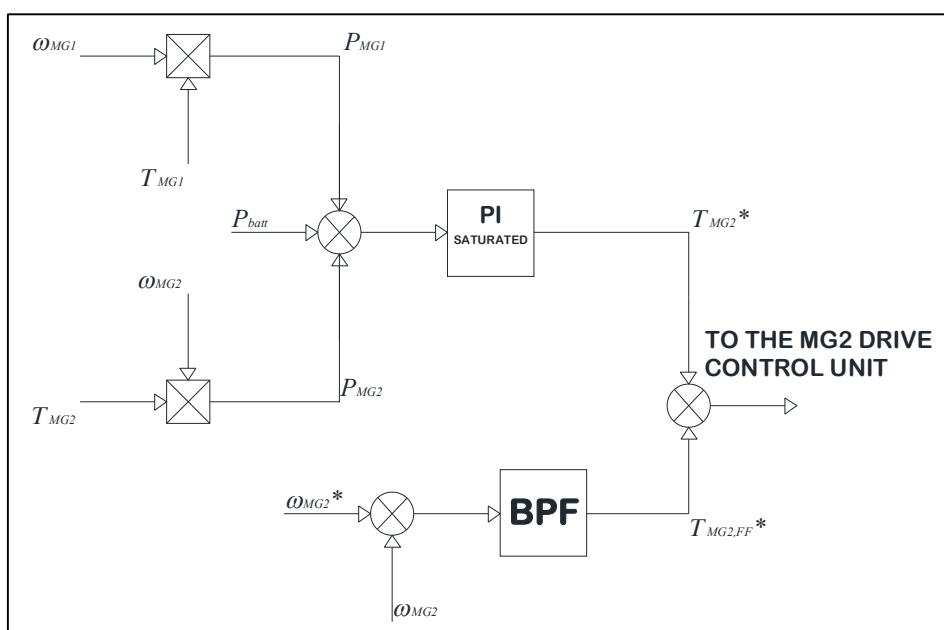 ωMG1
PMG1
TMG1
Pbatt
PI
SATURATED
TMG2*
ωMG2
TO THE MG2 DRIVE
CONTROL UNIT
PMG2
TMG2
ωMG2*
BPF
TMG2,FF*
ωMG2